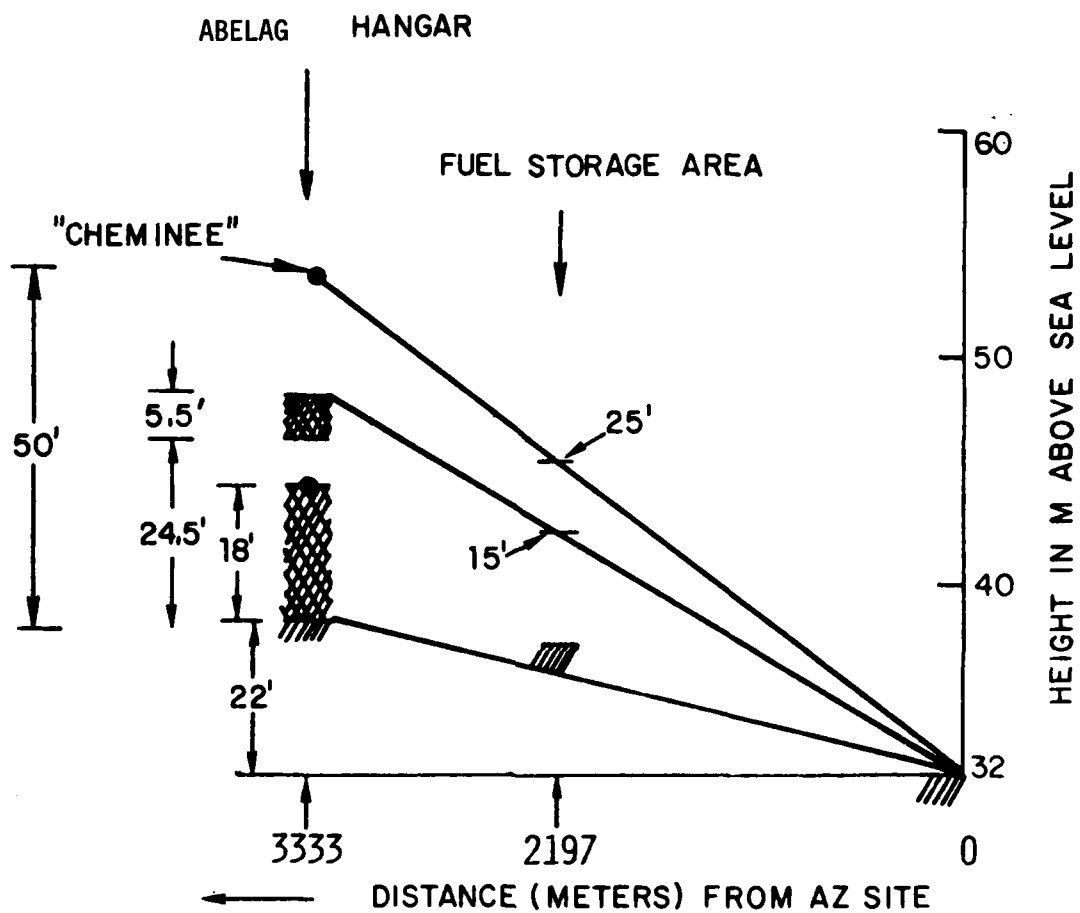 ABELAG HANGAR
FUEL STORAGE AREA
"CHEMINEE"
60
50
40
32
HEIGHT IN M ABOVE SEA LEVEL
50'
5.5'
24.5'
18'
22'
25'
15'
3333
2197
0
DISTANCE (METERS) FROM AZ SITE